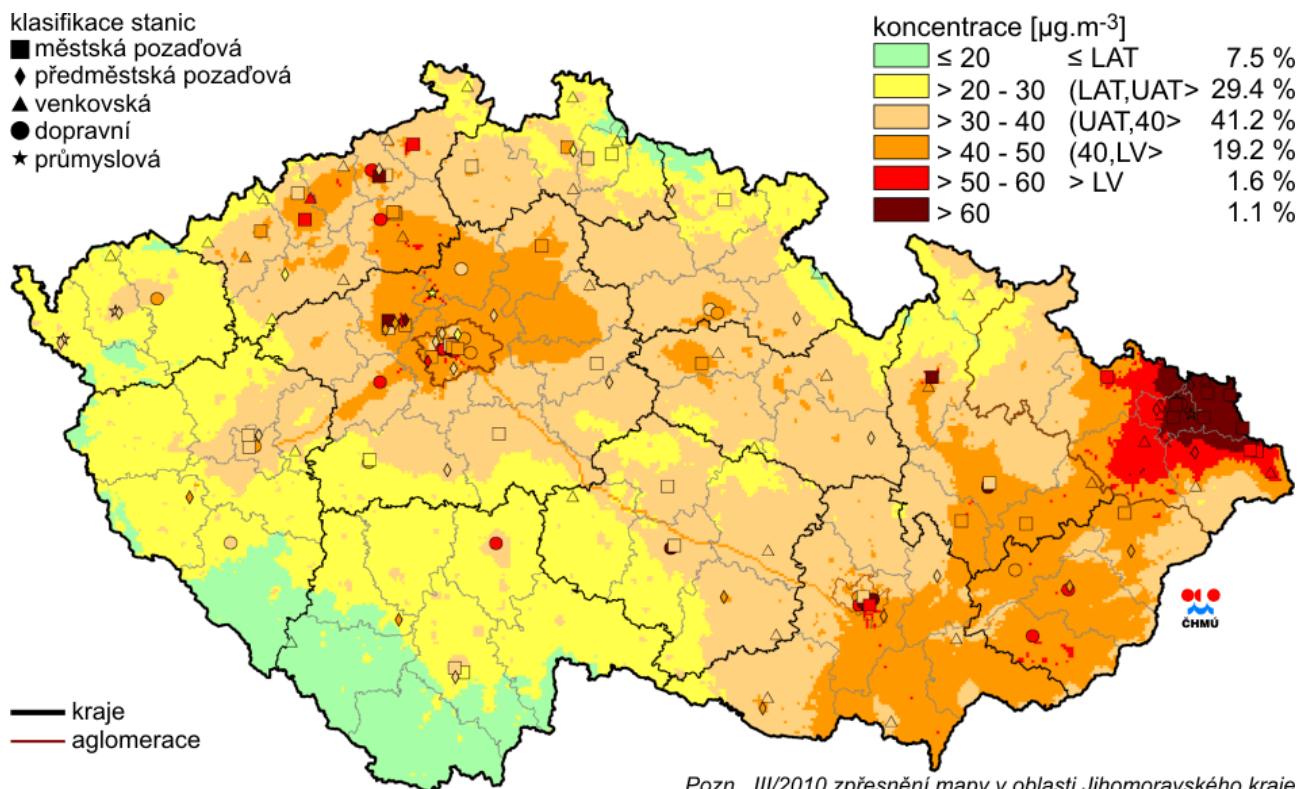 klasifikace stanic
městská pozaďová
předměstská pozaďová
venkovská
dopravní
průmyslová
koncentrace [µg.m-3]
≤ 20 ≤ LAT 7.5 %
> 20 - 30 (LAT,UAT> 29.4 %
> 30 - 40 (UAT,40> 41.2 %
> 40 - 50 (40,LV> 19.2 %
> 50 - 60 > LV 1.6 %
> 60 1.1 %
ČHMÚ
kraje
aglomerace
Pozn. III/2010 zpřesnění mapy v oblasti Jihomoravského kraje